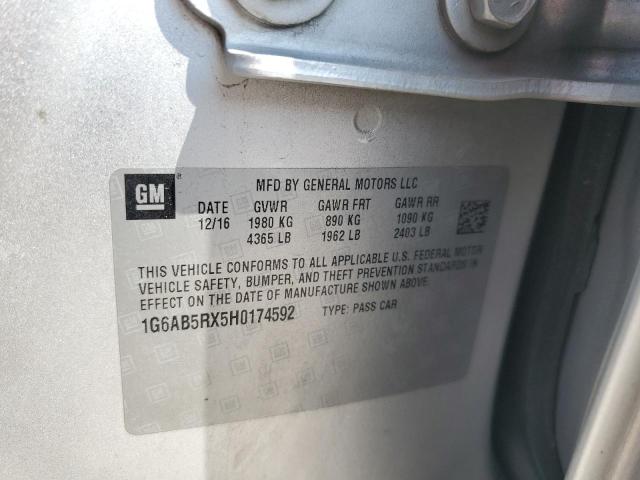 GM
MFD BY GENERAL MOTORS LLC
DATE GVWR GAWR FRT GAWR RR
12/16 1980 KG 890 KG 1090 KG
4365 LB 1962 LB 2403 LB
THIS VEHICLE CONFORMS TO ALL APPLICABLE U.S. FEDERAL MOTOR
VEHICLE SAFETY, BUMPER, AND THEFT PREVENTION STANDARDS IN
EFFECT ON THE DATE OF MANUFACTURE SHOWN ABOVE.
1G6AB5RX5H0174592 TYPE: PASS CAR